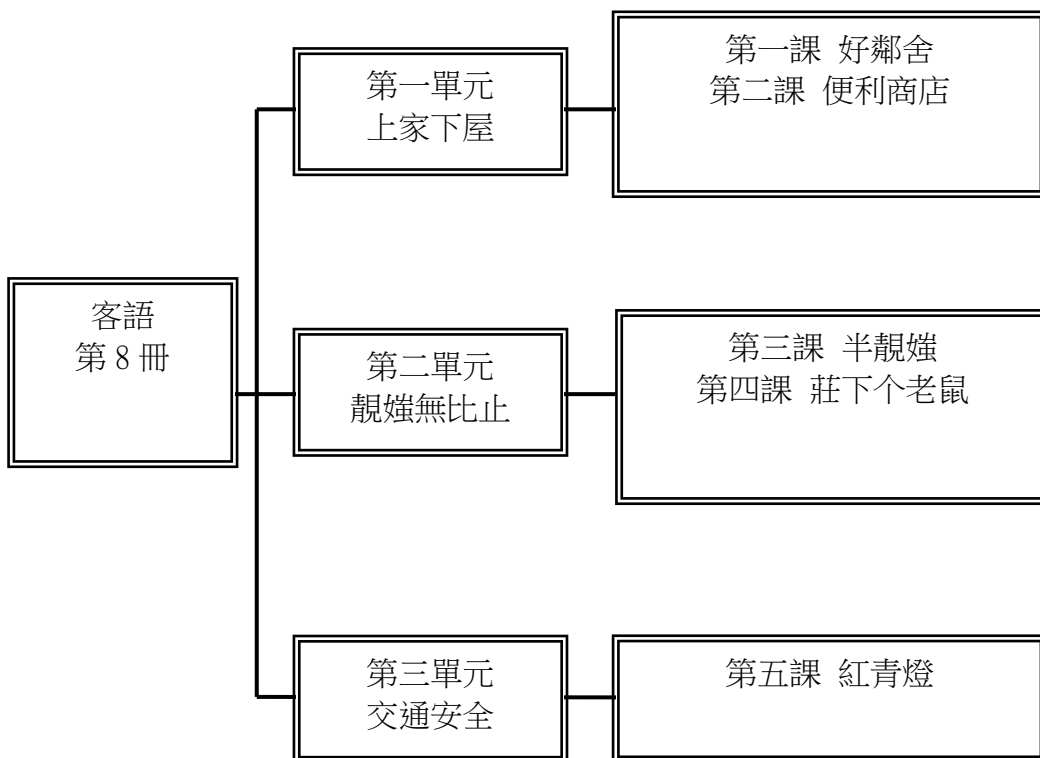 客語
第 8 冊
第一單元
上家下屋
第一課 好鄰舍
第二課 便利商店
第二單元
靚媸無比止
第三課 半靚媸
第四課 莊下个老鼠
第三單元
交通安全
第五課 紅青燈